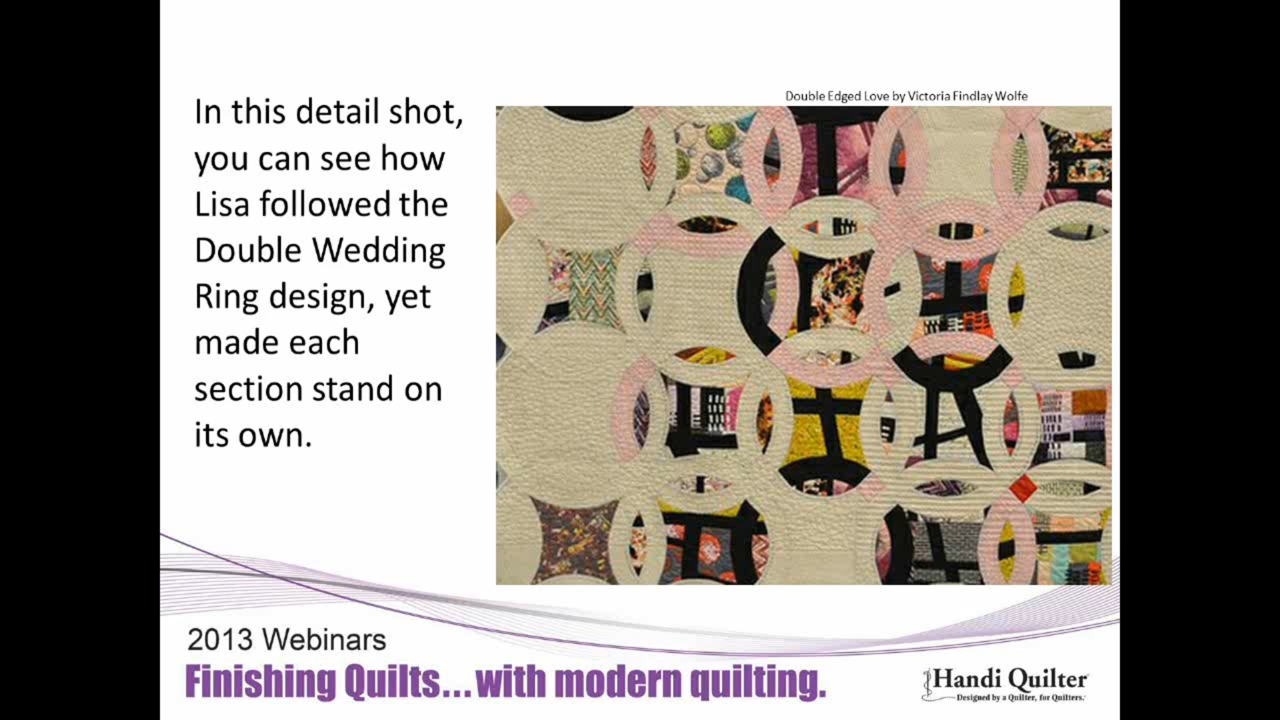 In this detail shot,
you can see how
Lisa followed the
Double Wedding
Ring design, yet
made each
section stand on
its own.
Double Edged Love by Victoria Findlay Wolfe
2013 Webinars
Finishing Quilts...with modern quilting.
Handi Quilter
Designed by a Quilter, for Quilters.